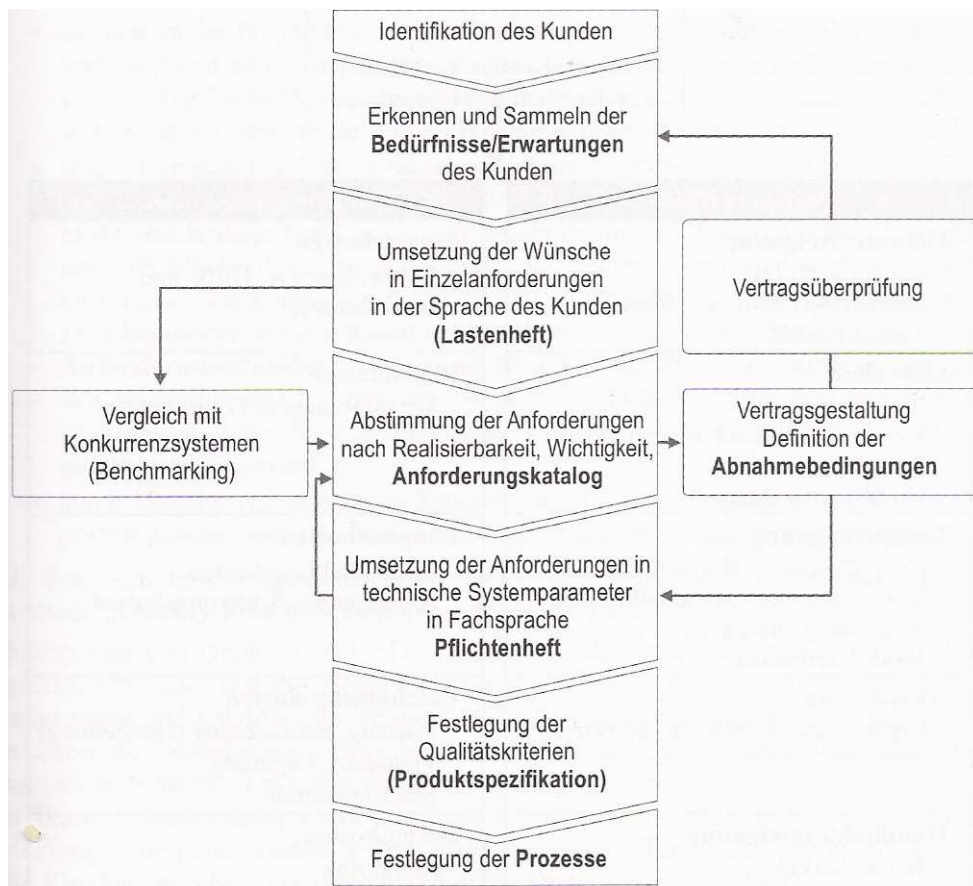 Identifikation des Kunden
Erkennen und Sammeln der
Bedürfnisse/Erwartungen
des Kunden
Umsetzung der Wünsche
in Einzelanforderungen
in der Sprache des Kunden
(Lastenheft)
Vertragsüberprüfung
Vergleich mit
Konkurrenzsystemen
(Benchmarking)
Abstimmung der Anforderungen
nach Realisierbarkeit, Wichtigkeit,
Anforderungskatalog
Vertragsgestaltung
Definition der
Abnahmebedingungen
Umsetzung der Anforderungen in
technische Systemparameter
in Fachsprache
Pflichtenheft
Festlegung der
Qualitätskriterien
(Produktspezifikation)
Festlegung der Prozesse